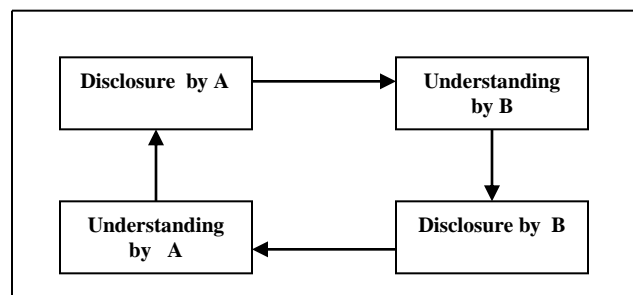 Disclosure by A
Understanding
by B
Understanding
by A
Disclosure by B